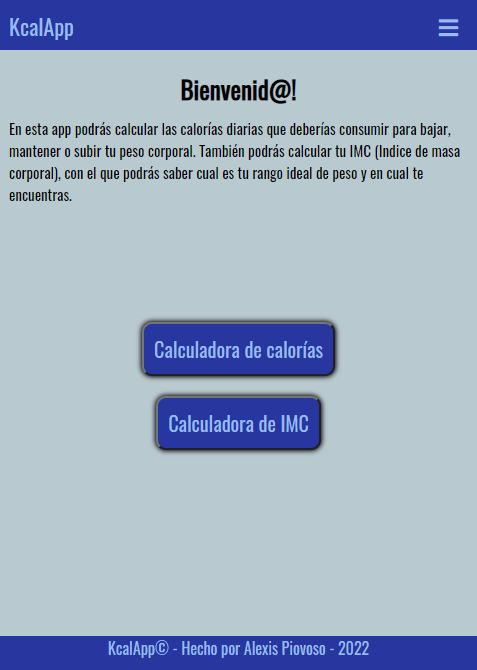 KcalApp
Bienvenid@!
En esta app podrás calcular las calorías diarias que deberías consumir para bajar,
mantener o subir tu peso corporal. También podrás calcular tu IMC (Indice de masa
corporal), con el que podrás saber cual es tu rango ideal de peso y en cual te
encuentras.
Calculadora de calorías
Calculadora de IMC
KcalApp© - Hecho por Alexis Piovoso - 2022